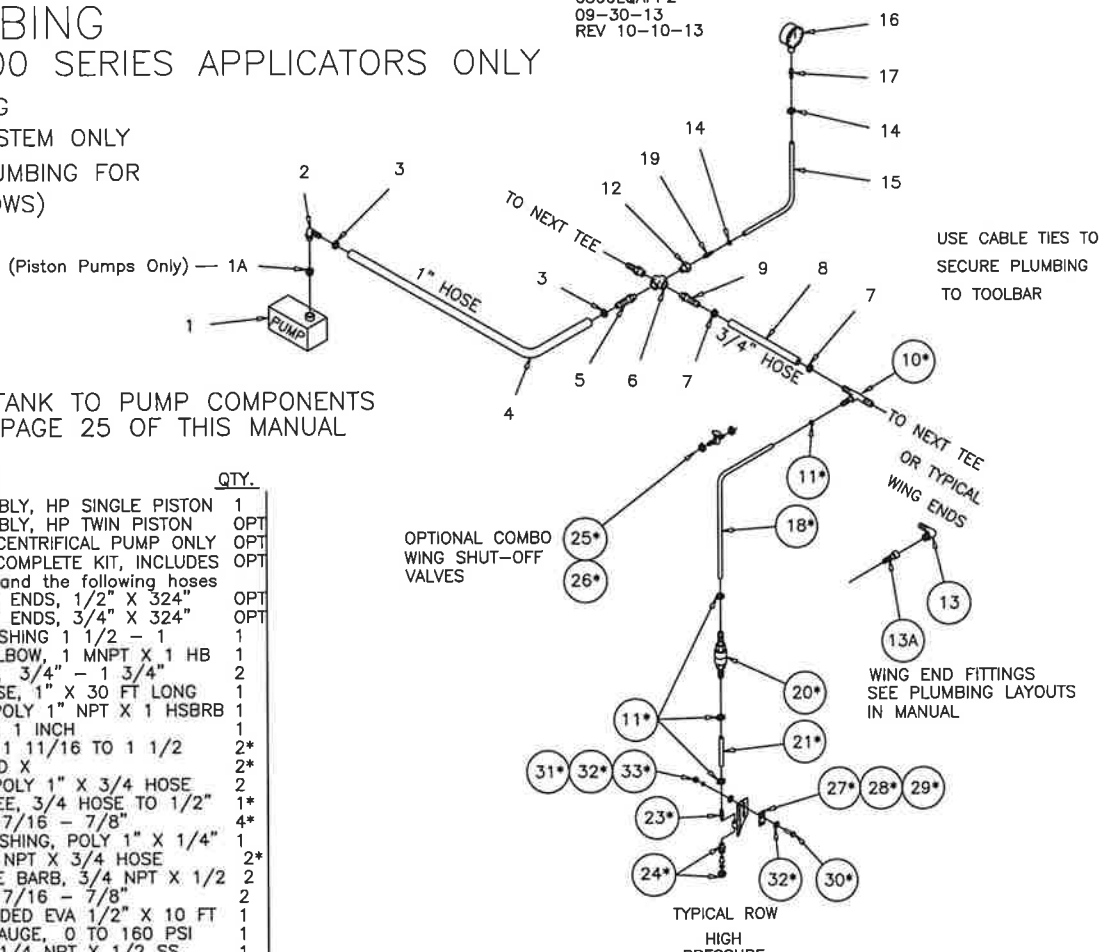 BING
00 SERIES APPLICATORS ONLY
09-30-13
REV 10-10-13
G
STEM ONLY
UMBING FOR
OWS)
16
17
14
15
14
19
12
2
3
TO NEXT TEE
(Piston Pumps Only) — 1A
1" HOSE
3
9
8
7
USE CABLE TIES TO
SECURE PLUMBING
TO TOOLBAR
1
PUMP
3/4" HOSE
5
6
7
4
10*
TANK TO PUMP COMPONENTS
PAGE 25 OF THIS MANUAL
TO NEXT TEE
OR TYPICAL
WING ENDS
11*
18*
OPTIONAL COMBO
WING SHUT-OFF
VALVES
25*
26*
13
13A
WING END FITTINGS
SEE PLUMBING LAYOUTS
IN MANUAL
20*
11*
21*
31* 32* 33*
27* 28* 29*
23*
24*
32* 30*
TYPICAL ROW
HIGH
PRESSURE
QTY.
BLY, HP SINGLE PISTON 1
BLY, HP TWIN PISTON OPT
CENTRIFICAL PUMP ONLY OPT
COMPLETE KIT, INCLUDES OPT
and the following hoses
ENDS, 1/2" X 324" OPT
ENDS, 3/4" X 324" OPT
SHING 1 1/2 - 1 1
LBOW, 1 MNPT X 1 HB 1
, 3/4" - 1 3/4" 2
SE, 1" X 30 FT LONG 1
POLY 1" NPT X 1 HSBRB 1
1 INCH 1
1 11/16 TO 1 1/2 2*
D X 2*
POLY 1" X 3/4 HOSE 2
EE, 3/4 HOSE TO 1/2" 1*
7/16 - 7/8" 4*
SHING, POLY 1" X 1/4" 1
NPT X 3/4 HOSE 2*
E BARB, 3/4 NPT X 1/2 2
7/16 - 7/8" 2
DED EVA 1/2" X 10 FT 1
AUGE, 0 TO 160 PSI 1
1/4 NPT X 1/2 SS 1